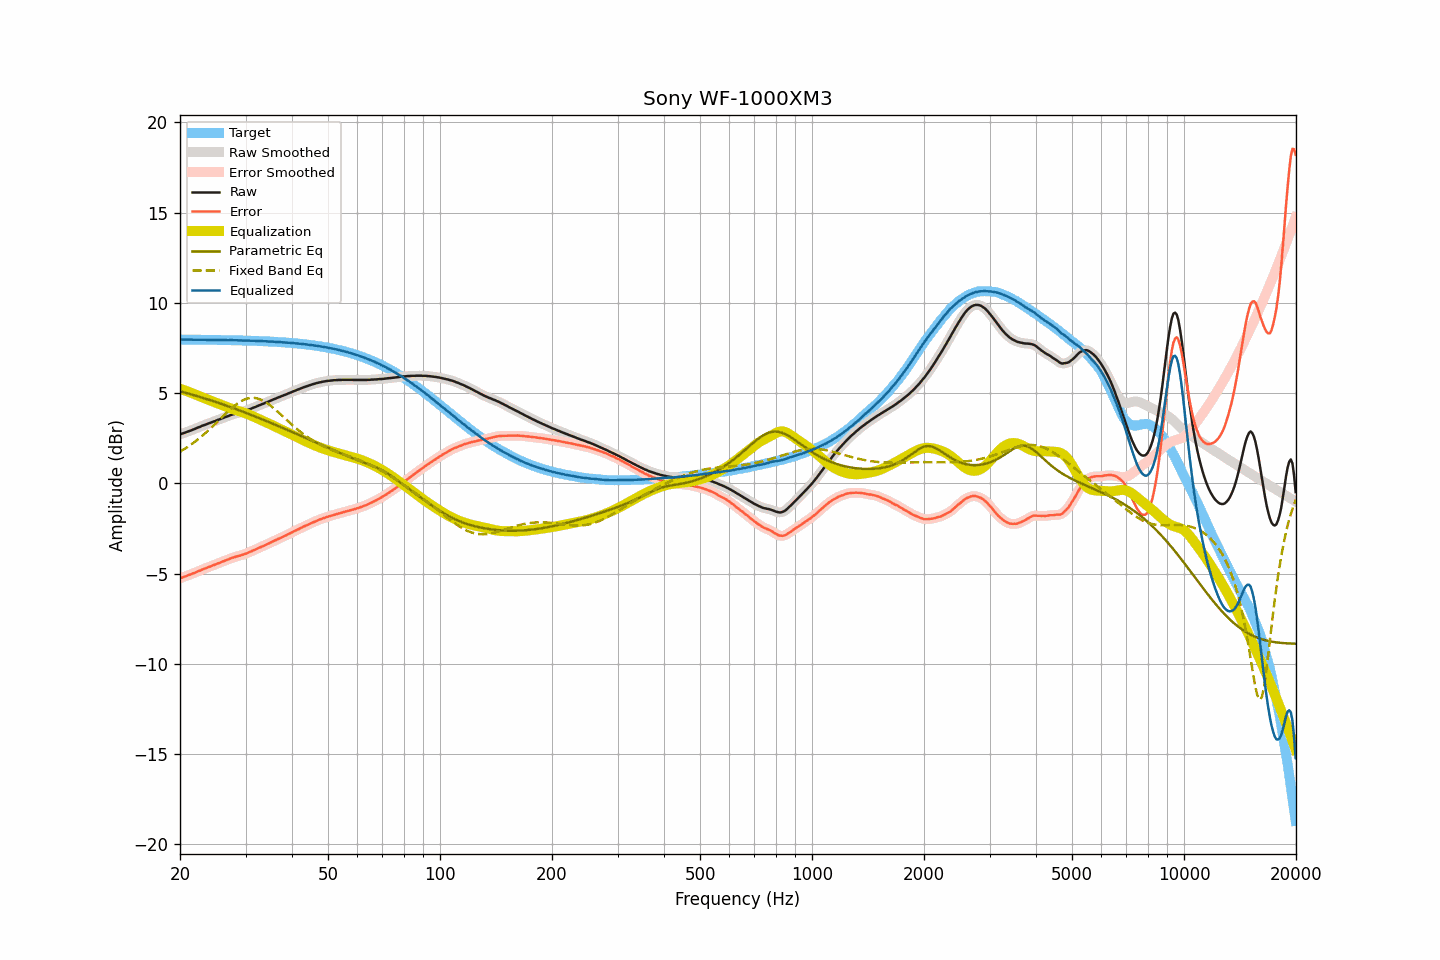 Sony WF-1000XM3
20
15
10
5
0
−5
−10
−15
−20
Amplitude (dBr)
Target
Raw Smoothed
Error Smoothed
Raw
Error
Equalization
Parametric Eq
Fixed Band Eq
Equalized
20 50 100 200 500 1000 2000 5000 10000 20000
Frequency (Hz)